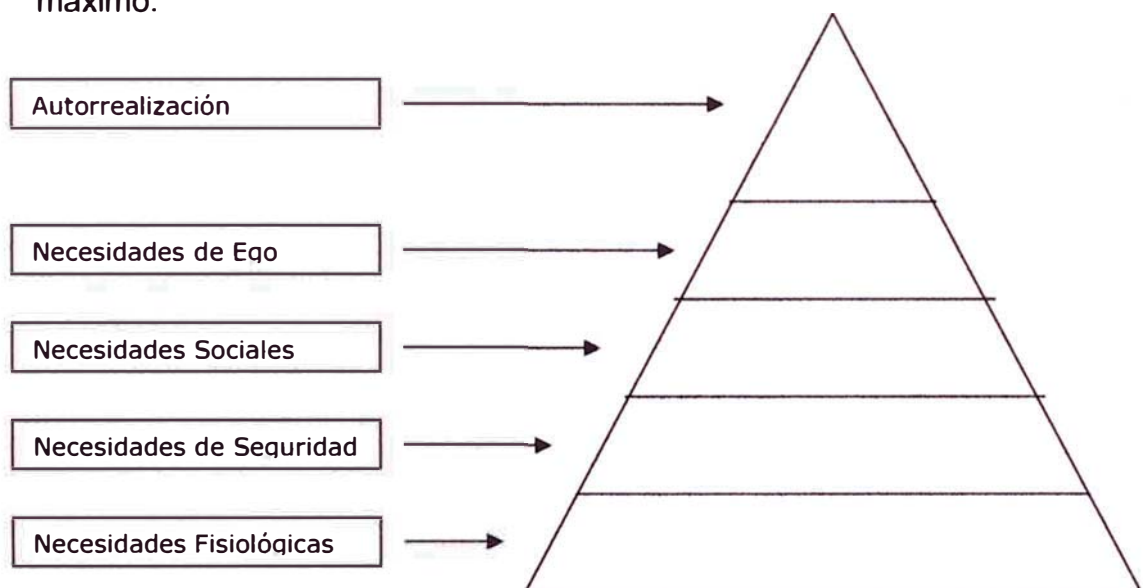 máximo.
Autorrealización
Necesidades de Ego
Necesidades Sociales
Necesidades de Seguridad
Necesidades Fisiológicas